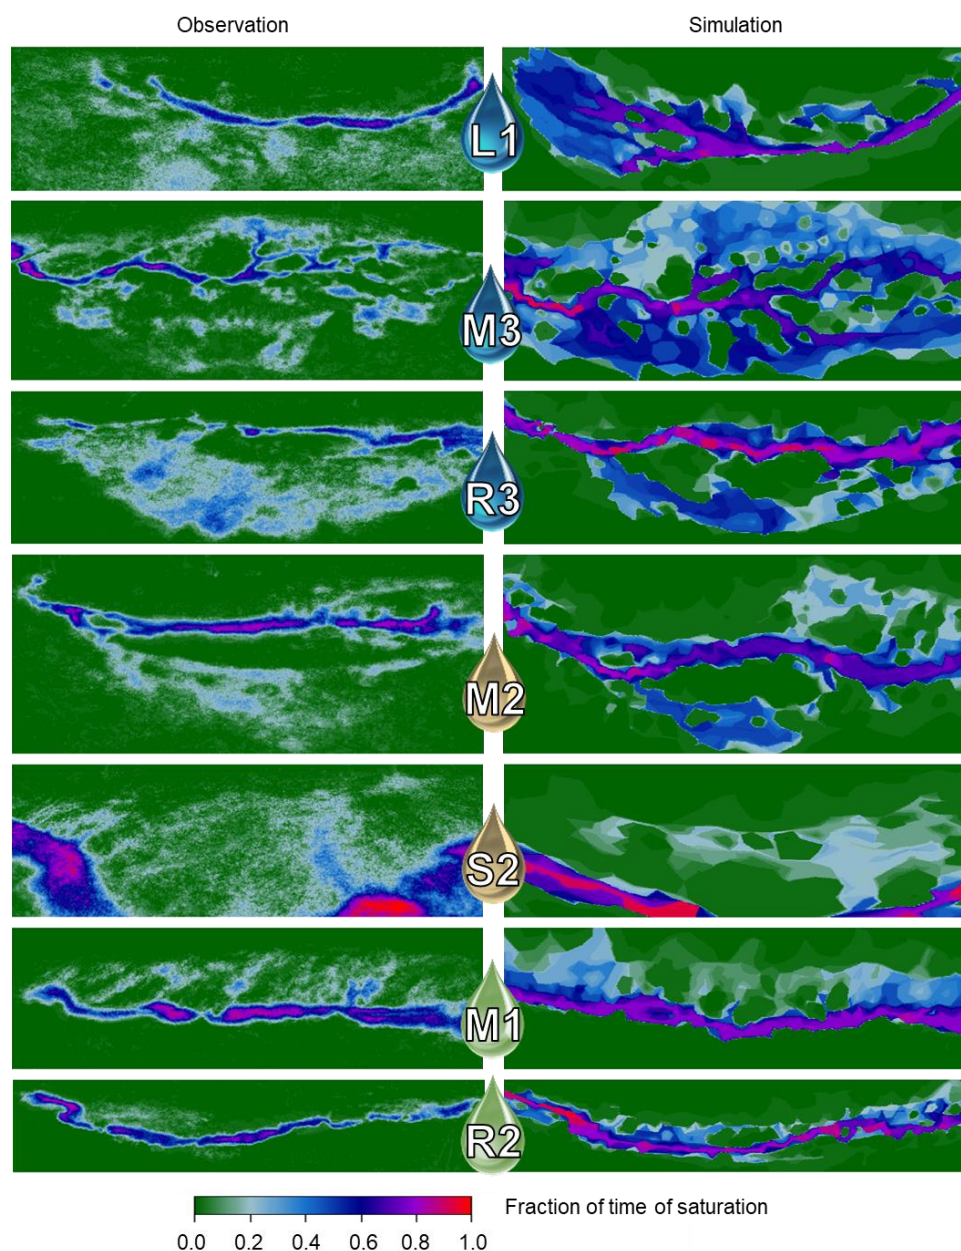 Observation Simulation
L1
M3
R3
M2
S2
M1
R2
Fraction of time of saturation
0.0 0.2 0.4 0.6 0.8 1.0